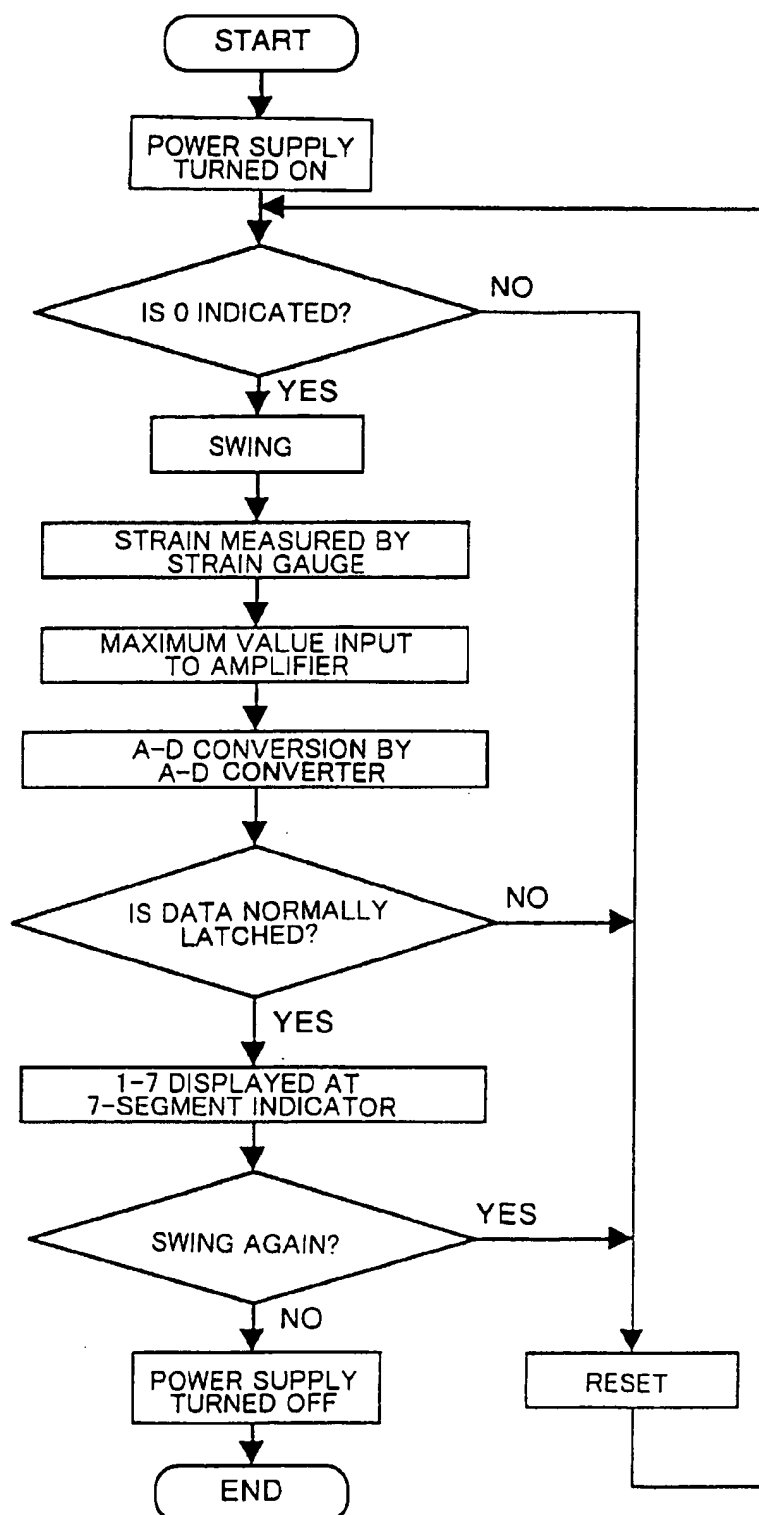 START
POWER SUPPLY
TURNED ON
IS 0 INDICATED?
NO
YES
SWING
STRAIN MEASURED BY
STRAIN GAUGE
MAXIMUM VALUE INPUT
TO AMPLIFIER
A-D CONVERSION BY
A-D CONVERTER
IS DATA NORMALLY
LATCHED?
NO
YES
1-7 DISPLAYED AT
7-SEGMENT INDICATOR
SWING AGAIN?
YES
NO
POWER SUPPLY
TURNED OFF
RESET
END